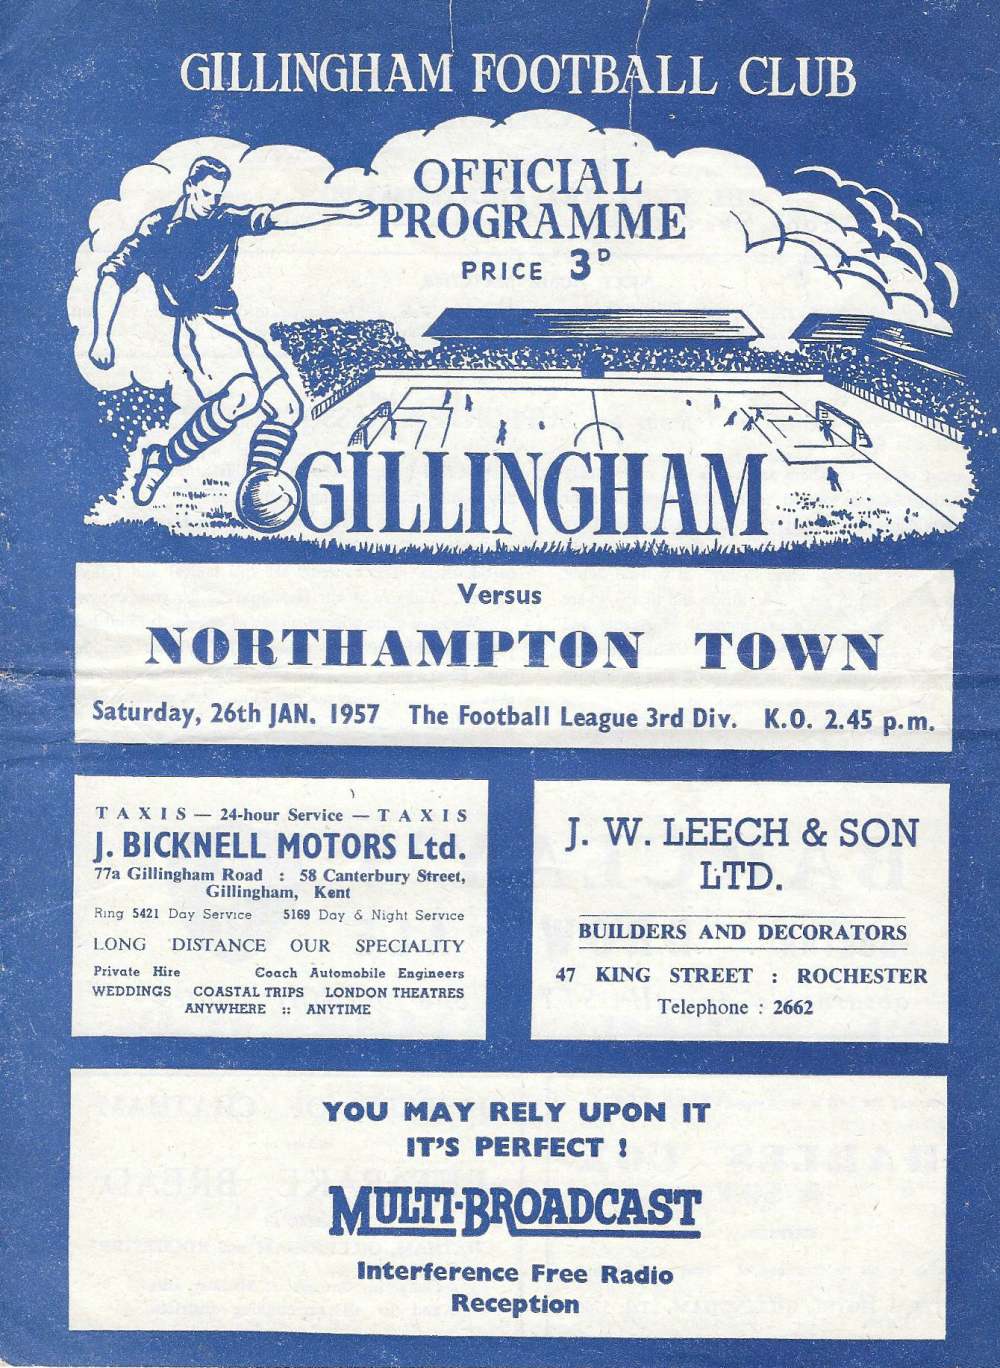 GILLINGHAM FOOTBALL CLUB
OFFICIAL
PROGRAMME
PRICE 3D
GILLINGHAM
Versus
NORTHAMPTON TOWN
Saturday, 26th JAN. 1957 The Football League 3rd Div. K.O. 2.45 p.m.
TAXIS — 24-hour Service — TAXIS
J. BICKNELL MOTORS Ltd.
77a Gillingham Road : 58 Canterbury Street,
Gillingham, Kent
Ring 5421 Day Service 5169 Day & Night Service
LONG DISTANCE OUR SPECIALITY
Private Hire Coach Automobile Engineers
WEDDINGS COASTAL TRIPS LONDON THEATRES
ANYWHERE :: ANYTIME
J. W. LEECH & SON
LTD.
BUILDERS AND DECORATORS
47 KING STREET : ROCHESTER
Telephone : 2662
YOU MAY RELY UPON IT
IT'S PERFECT !
MULTI-BROADCAST
Interference Free Radio
Reception